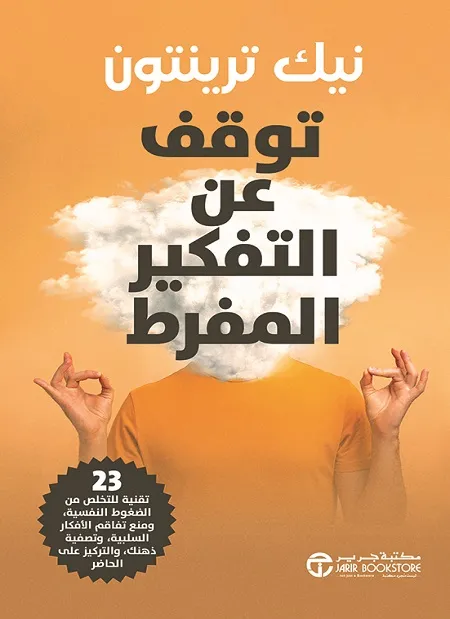 نيك ترينتون
توقف
عن
التفكير
المفرط
23
تقنية للتخلص من
الضغوط النفسية،
ومنع تفاقم الأفكار
السلبية، وتصفية
ذهنك، والتركيز على
الحاضر
مكتبة جرير
JARIR BOOKSTORE